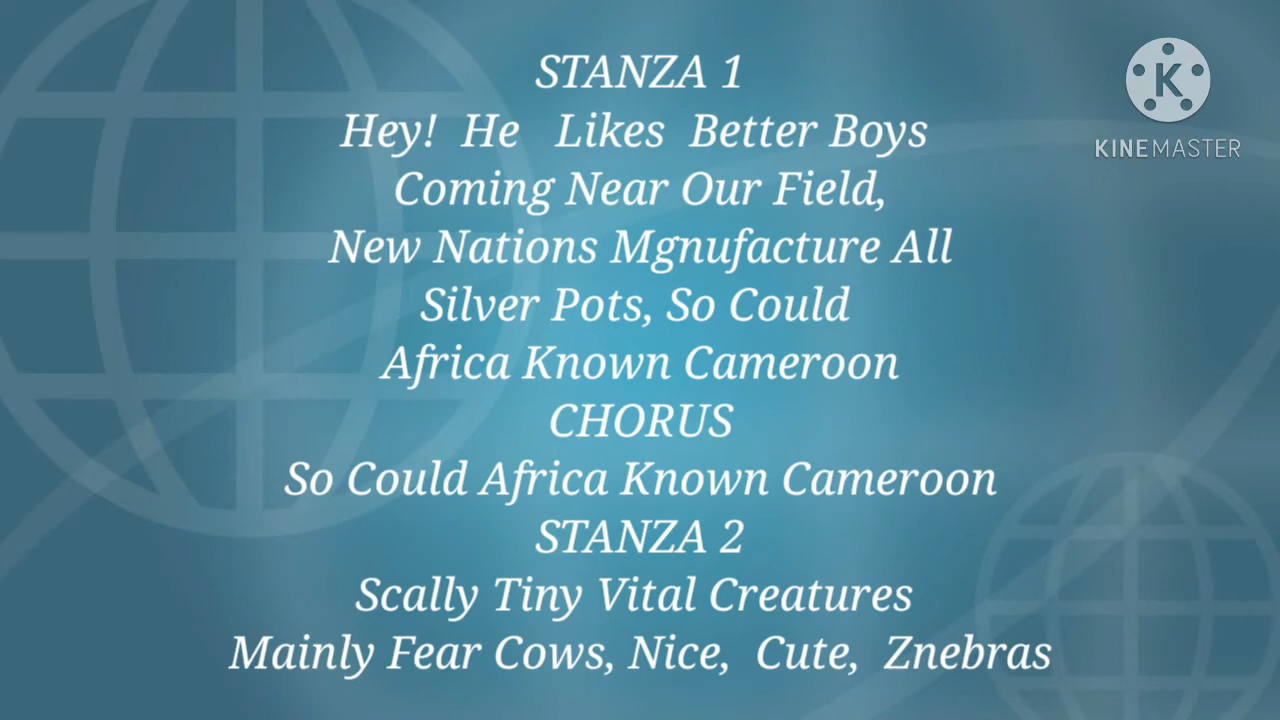 STANZA 1
Hey! He Likes Better Boys
Coming Near Our Field,
New Nations Mgnufacture All
Silver Pots, So Could
Africa Known Cameroon
CHORUS
So Could Africa Known Cameroon
STANZA 2
Scally Tiny Vital Creatures
Mainly Fear Cows, Nice, Cute, Znebras
K
KINEMASTER